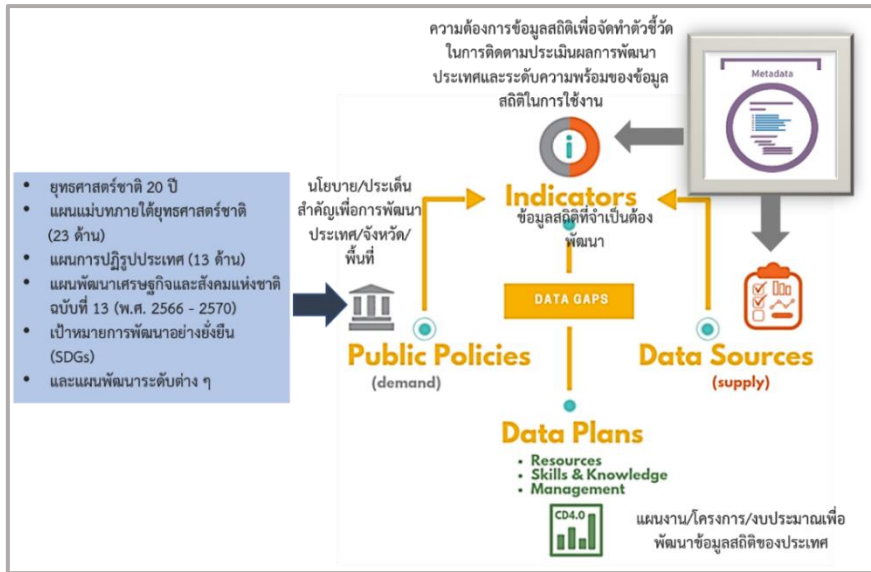 ความต้องการข้อมูลสถิติเพื่อจัดทำตัวชี้วัด
ในการติดตามประเมินผลการพัฒนา
ประเทศและระดับความพร้อมของข้อมูล
สถิติในการใช้งาน
Metadata
• ยุทธศาสตร์ชาติ 20 ปี
• แผนแม่บทภายใต้ยุทธศาสตร์ชาติ
(23 ด้าน)
• แผนการปฏิรูปประเทศ (13 ด้าน)
• แผนพัฒนาเศรษฐกิจและสังคมแห่งชาติ
ฉบับที่ 13 (พ.ศ. 2566 - 2570)
• เป้าหมายการพัฒนาอย่างยั่งยืน
(SDGs)
• และแผนพัฒนาระดับต่าง ๆ
นโยบาย/ประเด็น
สำคัญเพื่อการพัฒนา
ประเทศ/จังหวัด/
พื้นที่
Indicators
ข้อมูลสถิติที่จำเป็นต้อง
พัฒนา
DATA GAPS
Public Policies
(demand)
Data Sources
(supply)
Data Plans
• Resources
• Skills & Knowledge
• Management
CD4.0
แผนงาน/โครงการ/งบประมาณเพื่อ
พัฒนาข้อมูลสถิติของประเทศ